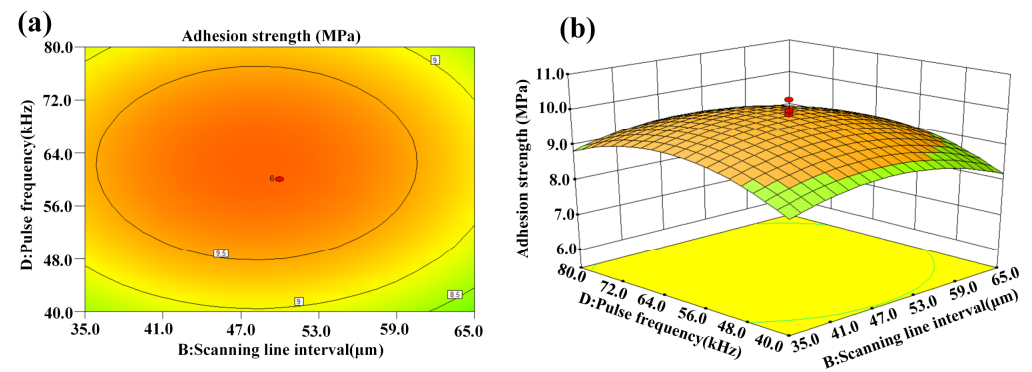 (a)
Adhesion strength (MPa)
80.0
72.0
64.0
56.0
48.0
40.0
D:Pulse frequency(kHz)
9
6
9.5
9
8.5
35.0 41.0 47.0 53.0 59.0 65.0
B:Scanning line interval(μm)
(b)
11.0
10.0
9.0
8.0
7.0
6.0
Adhesion strength (MPa)
80.0 72.0 64.0 56.0 48.0 40.0
D:Pulse frequency(kHz)
35.0 41.0 47.0 53.0 59.0 65.0
B:Scanning line interval(μm)